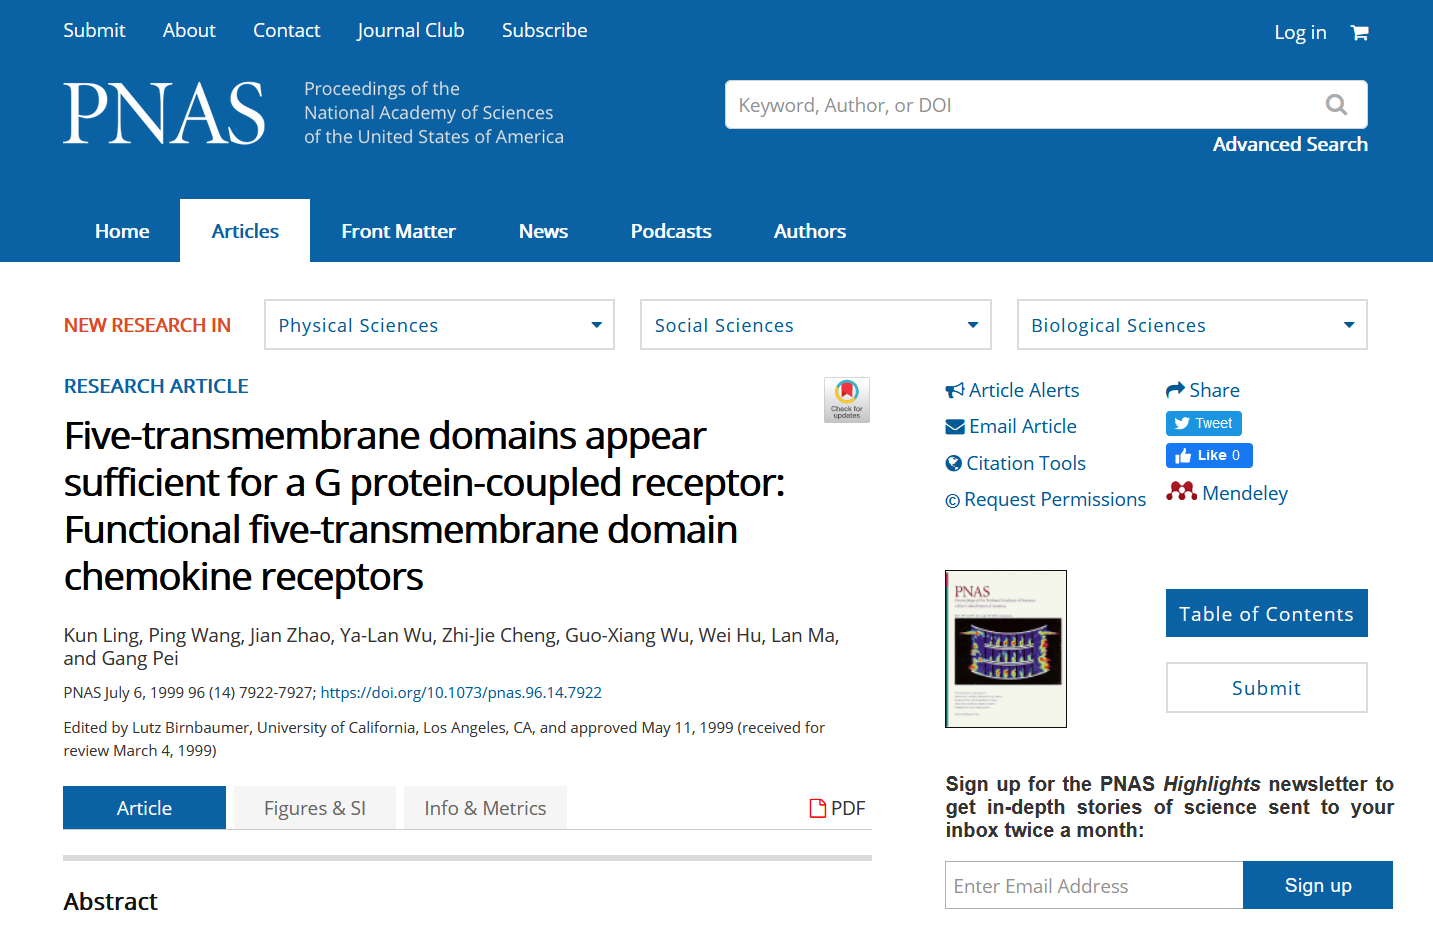 Submit About Contact Journal Club Subscribe
Log in
PNAS
Proceedings of the
National Academy of Sciences
of the United States of America
Keyword, Author, or DOI
Advanced Search
Home Articles Front Matter News Podcasts Authors
NEW RESEARCH IN
Physical Sciences
Social Sciences
Biological Sciences
RESEARCH ARTICLE
Check for
updates
Five-transmembrane domains appear
sufficient for a G protein-coupled receptor:
Functional five-transmembrane domain
chemokine receptors
Kun Ling, Ping Wang, Jian Zhao, Ya-Lan Wu, Zhi-Jie Cheng, Guo-Xiang Wu, Wei Hu, Lan Ma,
and Gang Pei
PNAS July 6, 1999 96 (14) 7922-7927; https://doi.org/10.1073/pnas.96.14.7922
Edited by Lutz Birnbaumer, University of California, Los Angeles, CA, and approved May 11, 1999 (received for
review March 4, 1999)
Article
Figures & SI
Info & Metrics
PDF
Abstract
Article Alerts
Email Article
Citation Tools
© Request Permissions
Share
Tweet
Like 0
Mendeley
PNAS
Table of Contents
Submit
Sign up for the PNAS Highlights newsletter to
get in-depth stories of science sent to your
inbox twice a month:
Enter Email Address
Sign up